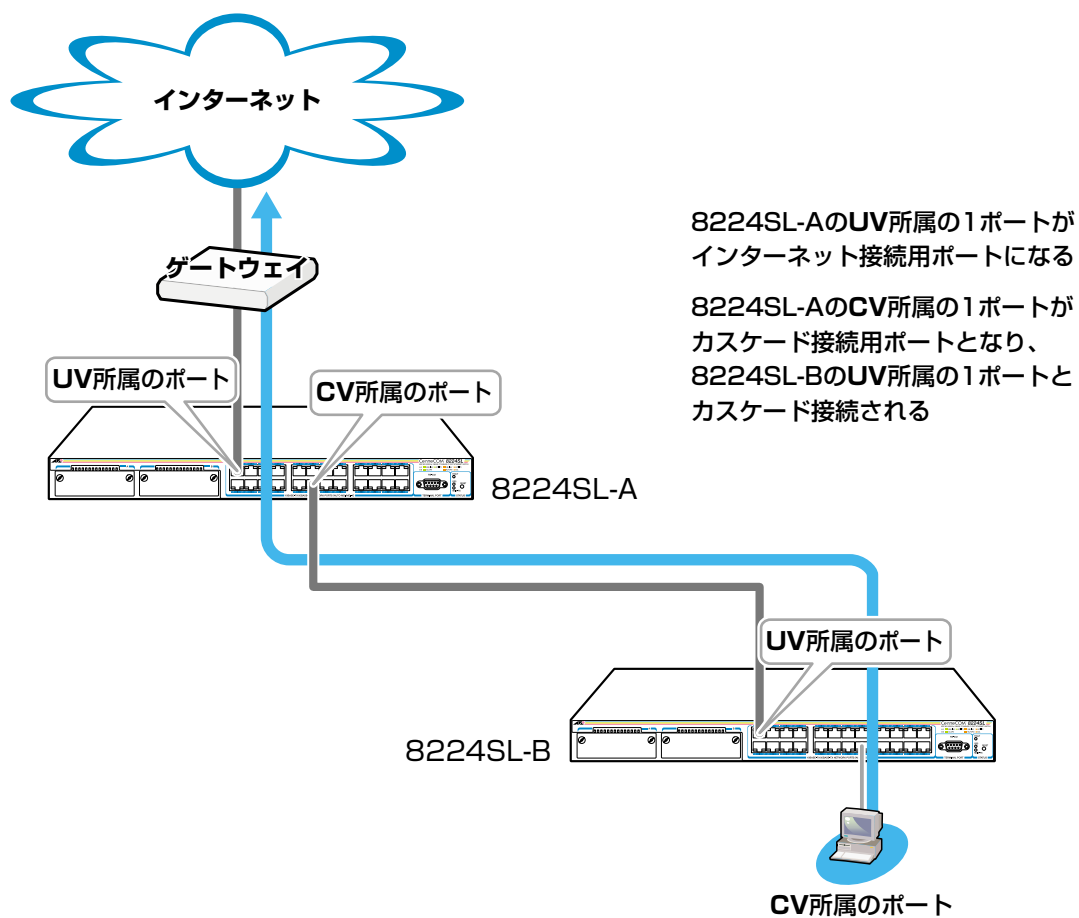 インターネット
8224SL-AのUV所属の1ポートが
インターネット接続用ポートになる
ゲートウェイ
8224SL-AのCV所属の1ポートが
カスケード接続用ポートとなり、
8224SL-BのUV所属の1ポートと
カスケード接続される
UV所属のポート
CV所属のポート
CentreCOM 8224SL
8224SL-A
UV所属のポート
CentreCOM 8224SL
8224SL-B
CV所属のポート